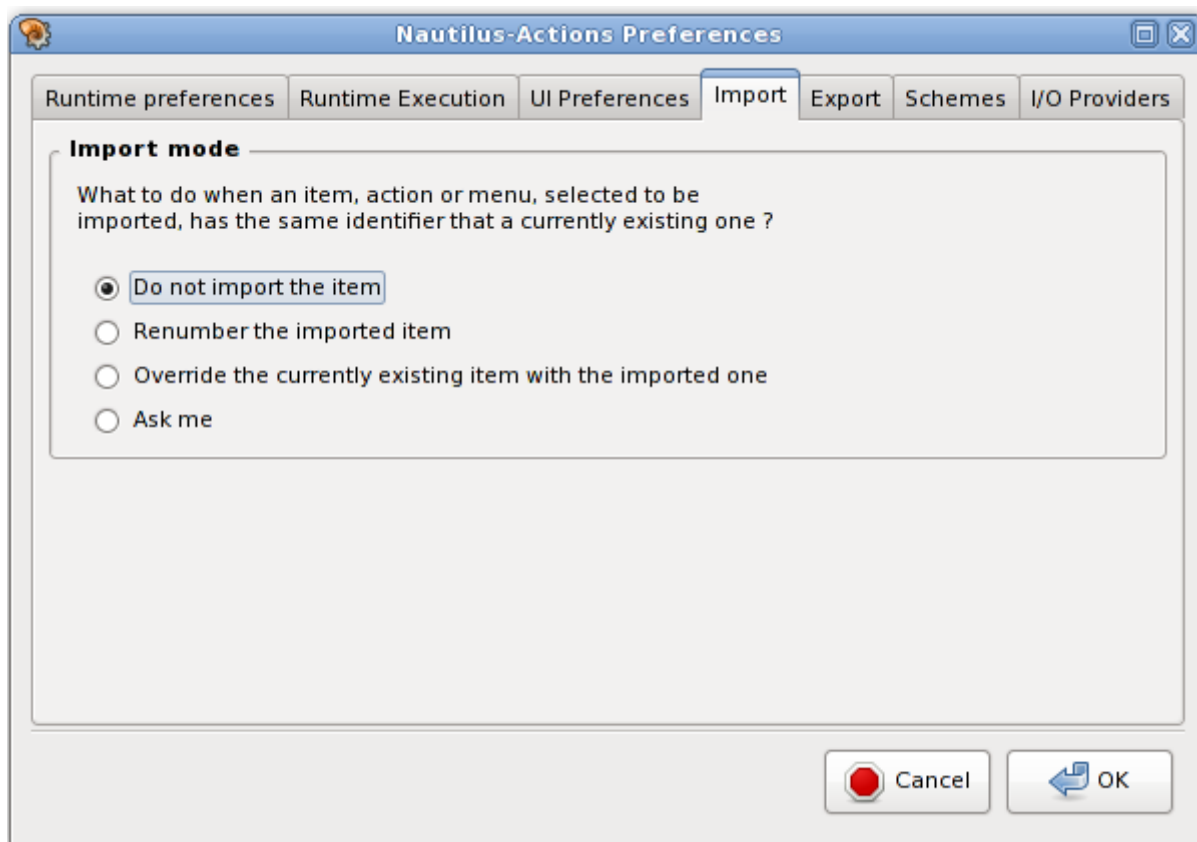 Nautilus-Actions Preferences
Runtime preferences Runtime Execution UI Preferences Import Export Schemes I/O Providers
Import mode
What to do when an item, action or menu, selected to be
imported, has the same identifier that a currently existing one ?
Do not import the item
Renumber the imported item
Override the currently existing item with the imported one
Ask me
Cancel OK